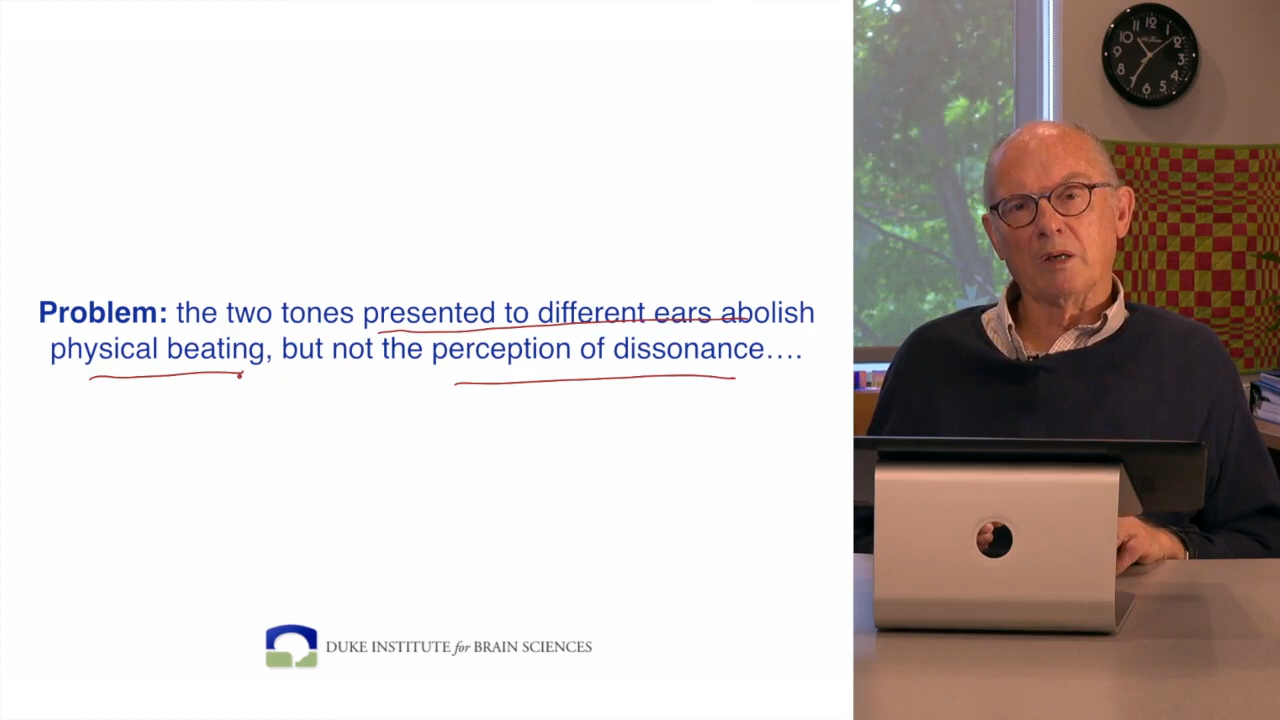 Problem: the two tones presented to different ears abolish
physical beating, but not the perception of dissonance….
DUKE INSTITUTE for BRAIN SCIENCES